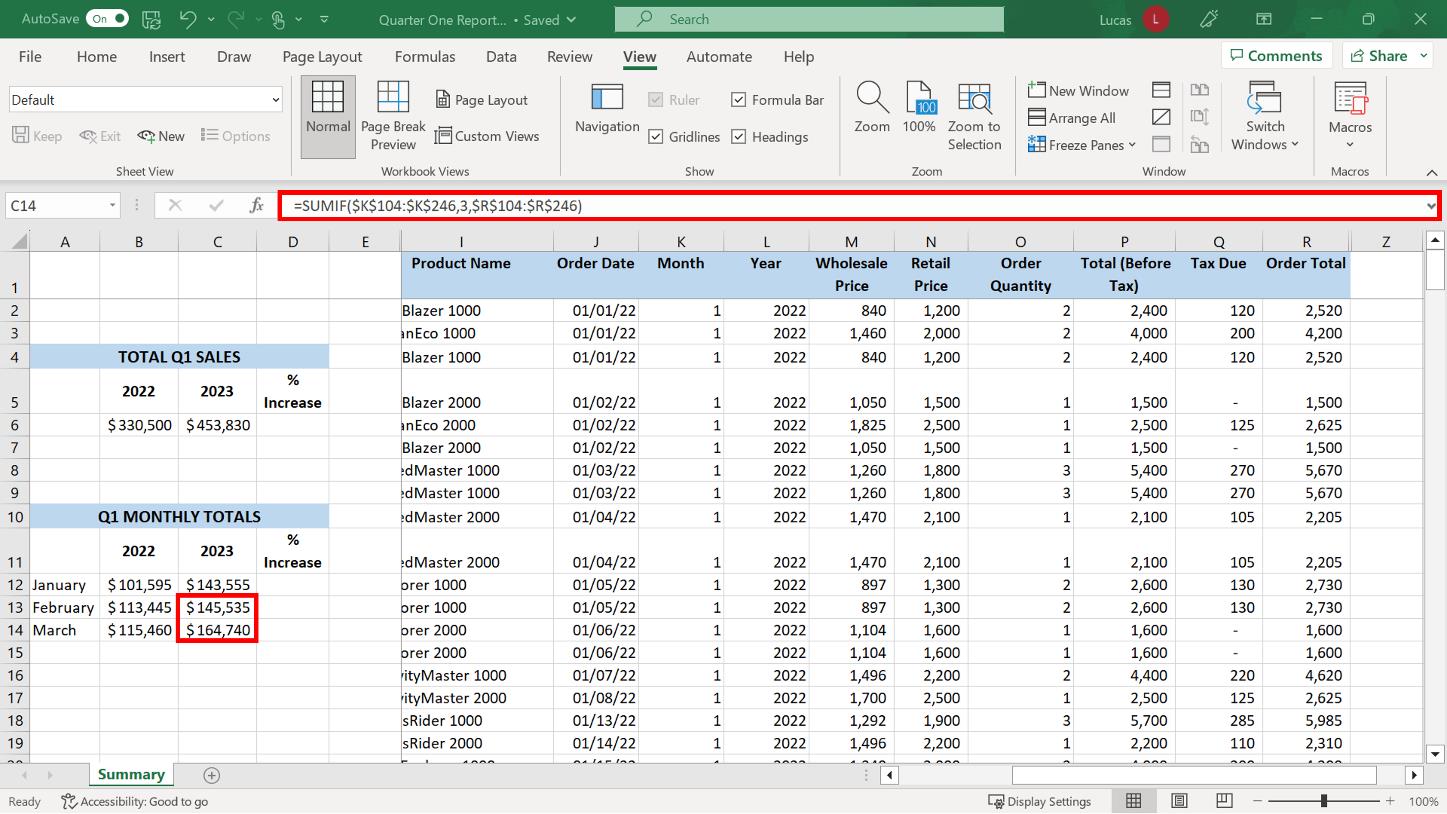 AutoSave On Quarter One Report... • Saved Search Lucas L
File Home Insert Draw Page Layout Formulas Data Review View Automate Help Comments Share
Default
Keep Exit New Options
Sheet View
Normal
Page Break Preview
Page Layout
Custom Views
Workbook Views
Navigation
Ruler Formula Bar
Gridlines Headings
Show
Zoom
100
100%
Zoom to Selection
Zoom
New Window
Arrange All
Freeze Panes
Switch Windows
Window
Macros
Macros
C14 fx =SUMIF($K$104:$K$246,3,$R$104:$R$246)
A B C D E I J K L M N O P Q R Z
1 Product Name Order Date Month Year Wholesale Price Retail Price Order Quantity Total (Before Tax) Tax Due Order Total
2 Blazer 1000 01/01/22 1 2022 840 1,200 2 2,400 120 2,520
3 anEco 1000 01/01/22 1 2022 1,460 2,000 2 4,000 200 4,200
4 TOTAL Q1 SALES Blazer 1000 01/01/22 1 2022 840 1,200 2 2,400 120 2,520
5 2022 2023 % Increase Blazer 2000 01/02/22 1 2022 1,050 1,500 1 1,500 - 1,500
6 $330,500 $453,830 anEco 2000 01/02/22 1 2022 1,825 2,500 1 2,500 125 2,625
7 Blazer 2000 01/02/22 1 2022 1,050 1,500 1 1,500 - 1,500
8 edMaster 1000 01/03/22 1 2022 1,260 1,800 3 5,400 270 5,670
9 edMaster 1000 01/03/22 1 2022 1,260 1,800 3 5,400 270 5,670
10 Q1 MONTHLY TOTALS edMaster 2000 01/04/22 1 2022 1,470 2,100 1 2,100 105 2,205
11 2022 2023 % Increase edMaster 2000 01/04/22 1 2022 1,470 2,100 1 2,100 105 2,205
12 January $101,595 $143,555 orer 1000 01/05/22 1 2022 897 1,300 2 2,600 130 2,730
13 February $113,445 $145,535 orer 1000 01/05/22 1 2022 897 1,300 2 2,600 130 2,730
14 March $115,460 $164,740 orer 2000 01/06/22 1 2022 1,104 1,600 1 1,600 - 1,600
15 orer 2000 01/06/22 1 2022 1,104 1,600 1 1,600 - 1,600
16 vityMaster 1000 01/07/22 1 2022 1,496 2,200 2 4,400 220 4,620
17 vityMaster 2000 01/08/22 1 2022 1,700 2,500 1 2,500 125 2,625
18 sRider 1000 01/13/22 1 2022 1,292 1,900 3 5,700 285 5,985
19 sRider 2000 01/14/22 1 2022 1,496 2,200 1 2,200 110 2,310
Summary
Ready Accessibility: Good to go Display Settings 100%